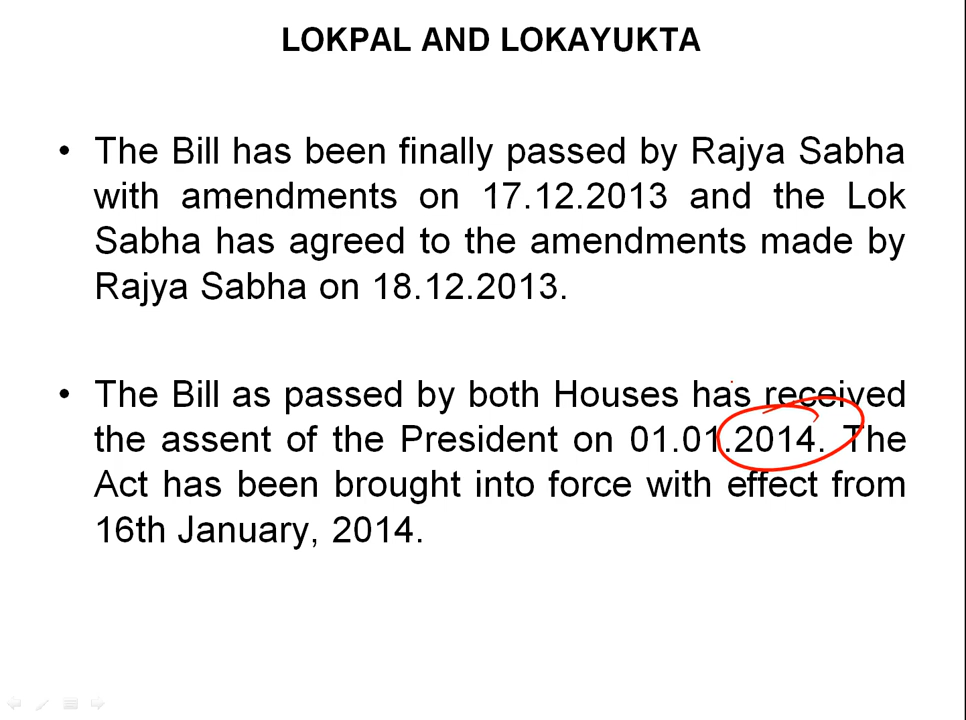 LOKPAL AND LOKAYUKTA
• The Bill has been finally passed by Rajya Sabha
with amendments on 17.12.2013 and the Lok
Sabha has agreed to the amendments made by
Rajya Sabha on 18.12.2013.
• The Bill as passed by both Houses has received
the assent of the President on 01.01.2014. The
Act has been brought into force with effect from
16th January, 2014.